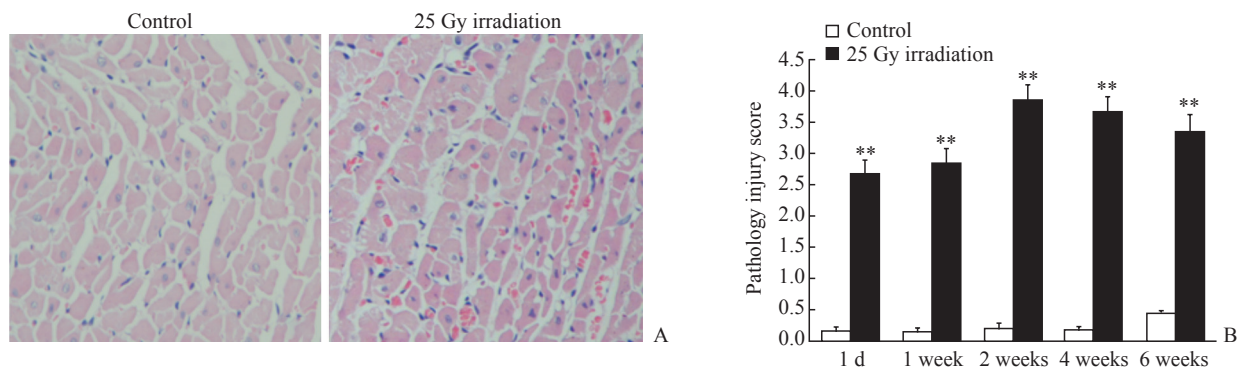 Control
25 Gy irradiation
A
Control
25 Gy irradiation
Pathology injury score
4.5
4.0
3.5
3.0
2.5
2.0
1.5
1.0
0.5
0.0
**
**
**
**
**
1 d
1 week
2 weeks
4 weeks
6 weeks
B